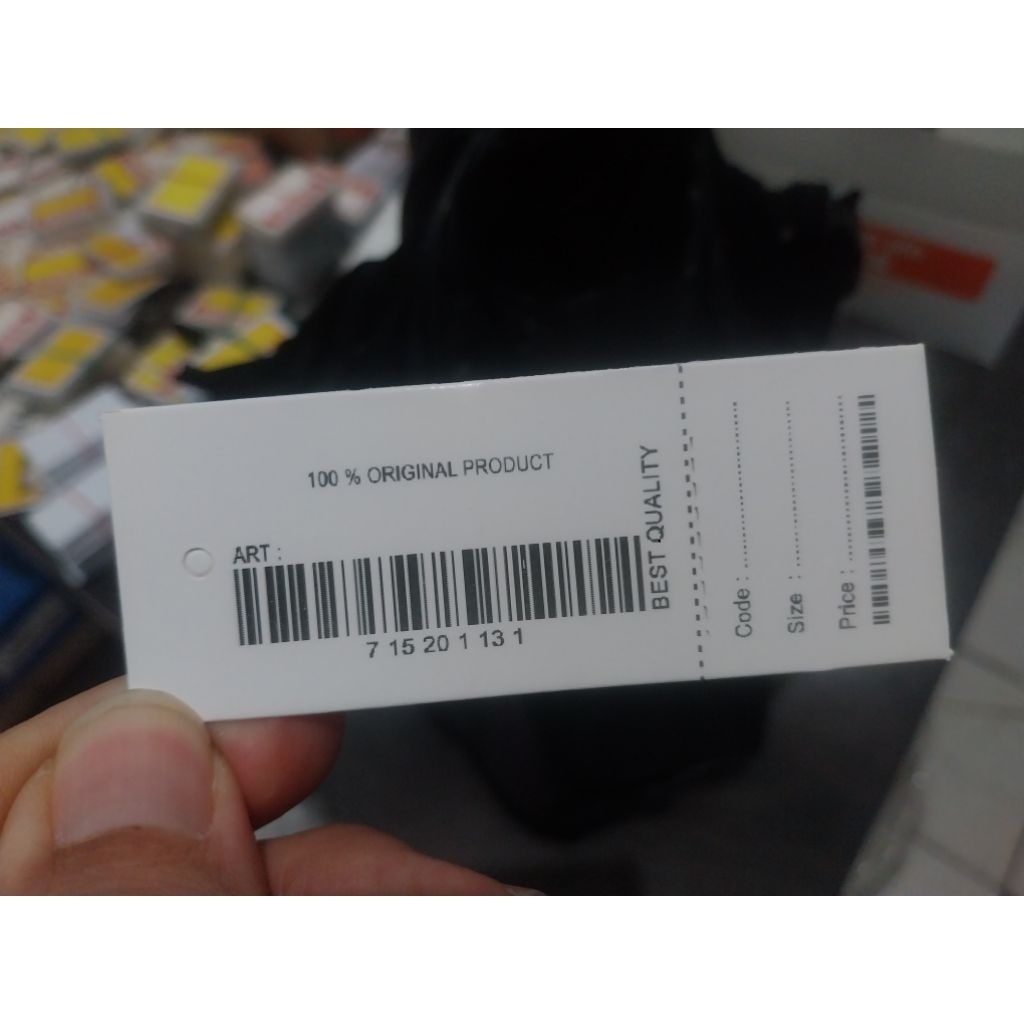 100 % ORIGINAL PRODUCT
ART :
7 15 20 1 13 1
BEST QUALITY
Code : ........................
Size : ........................
Price : ........................